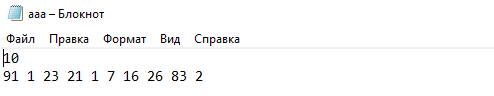 aaa – Блокнот
Файл Правка Формат Вид Справка
10
91 1 23 21 1 7 16 26 83 2